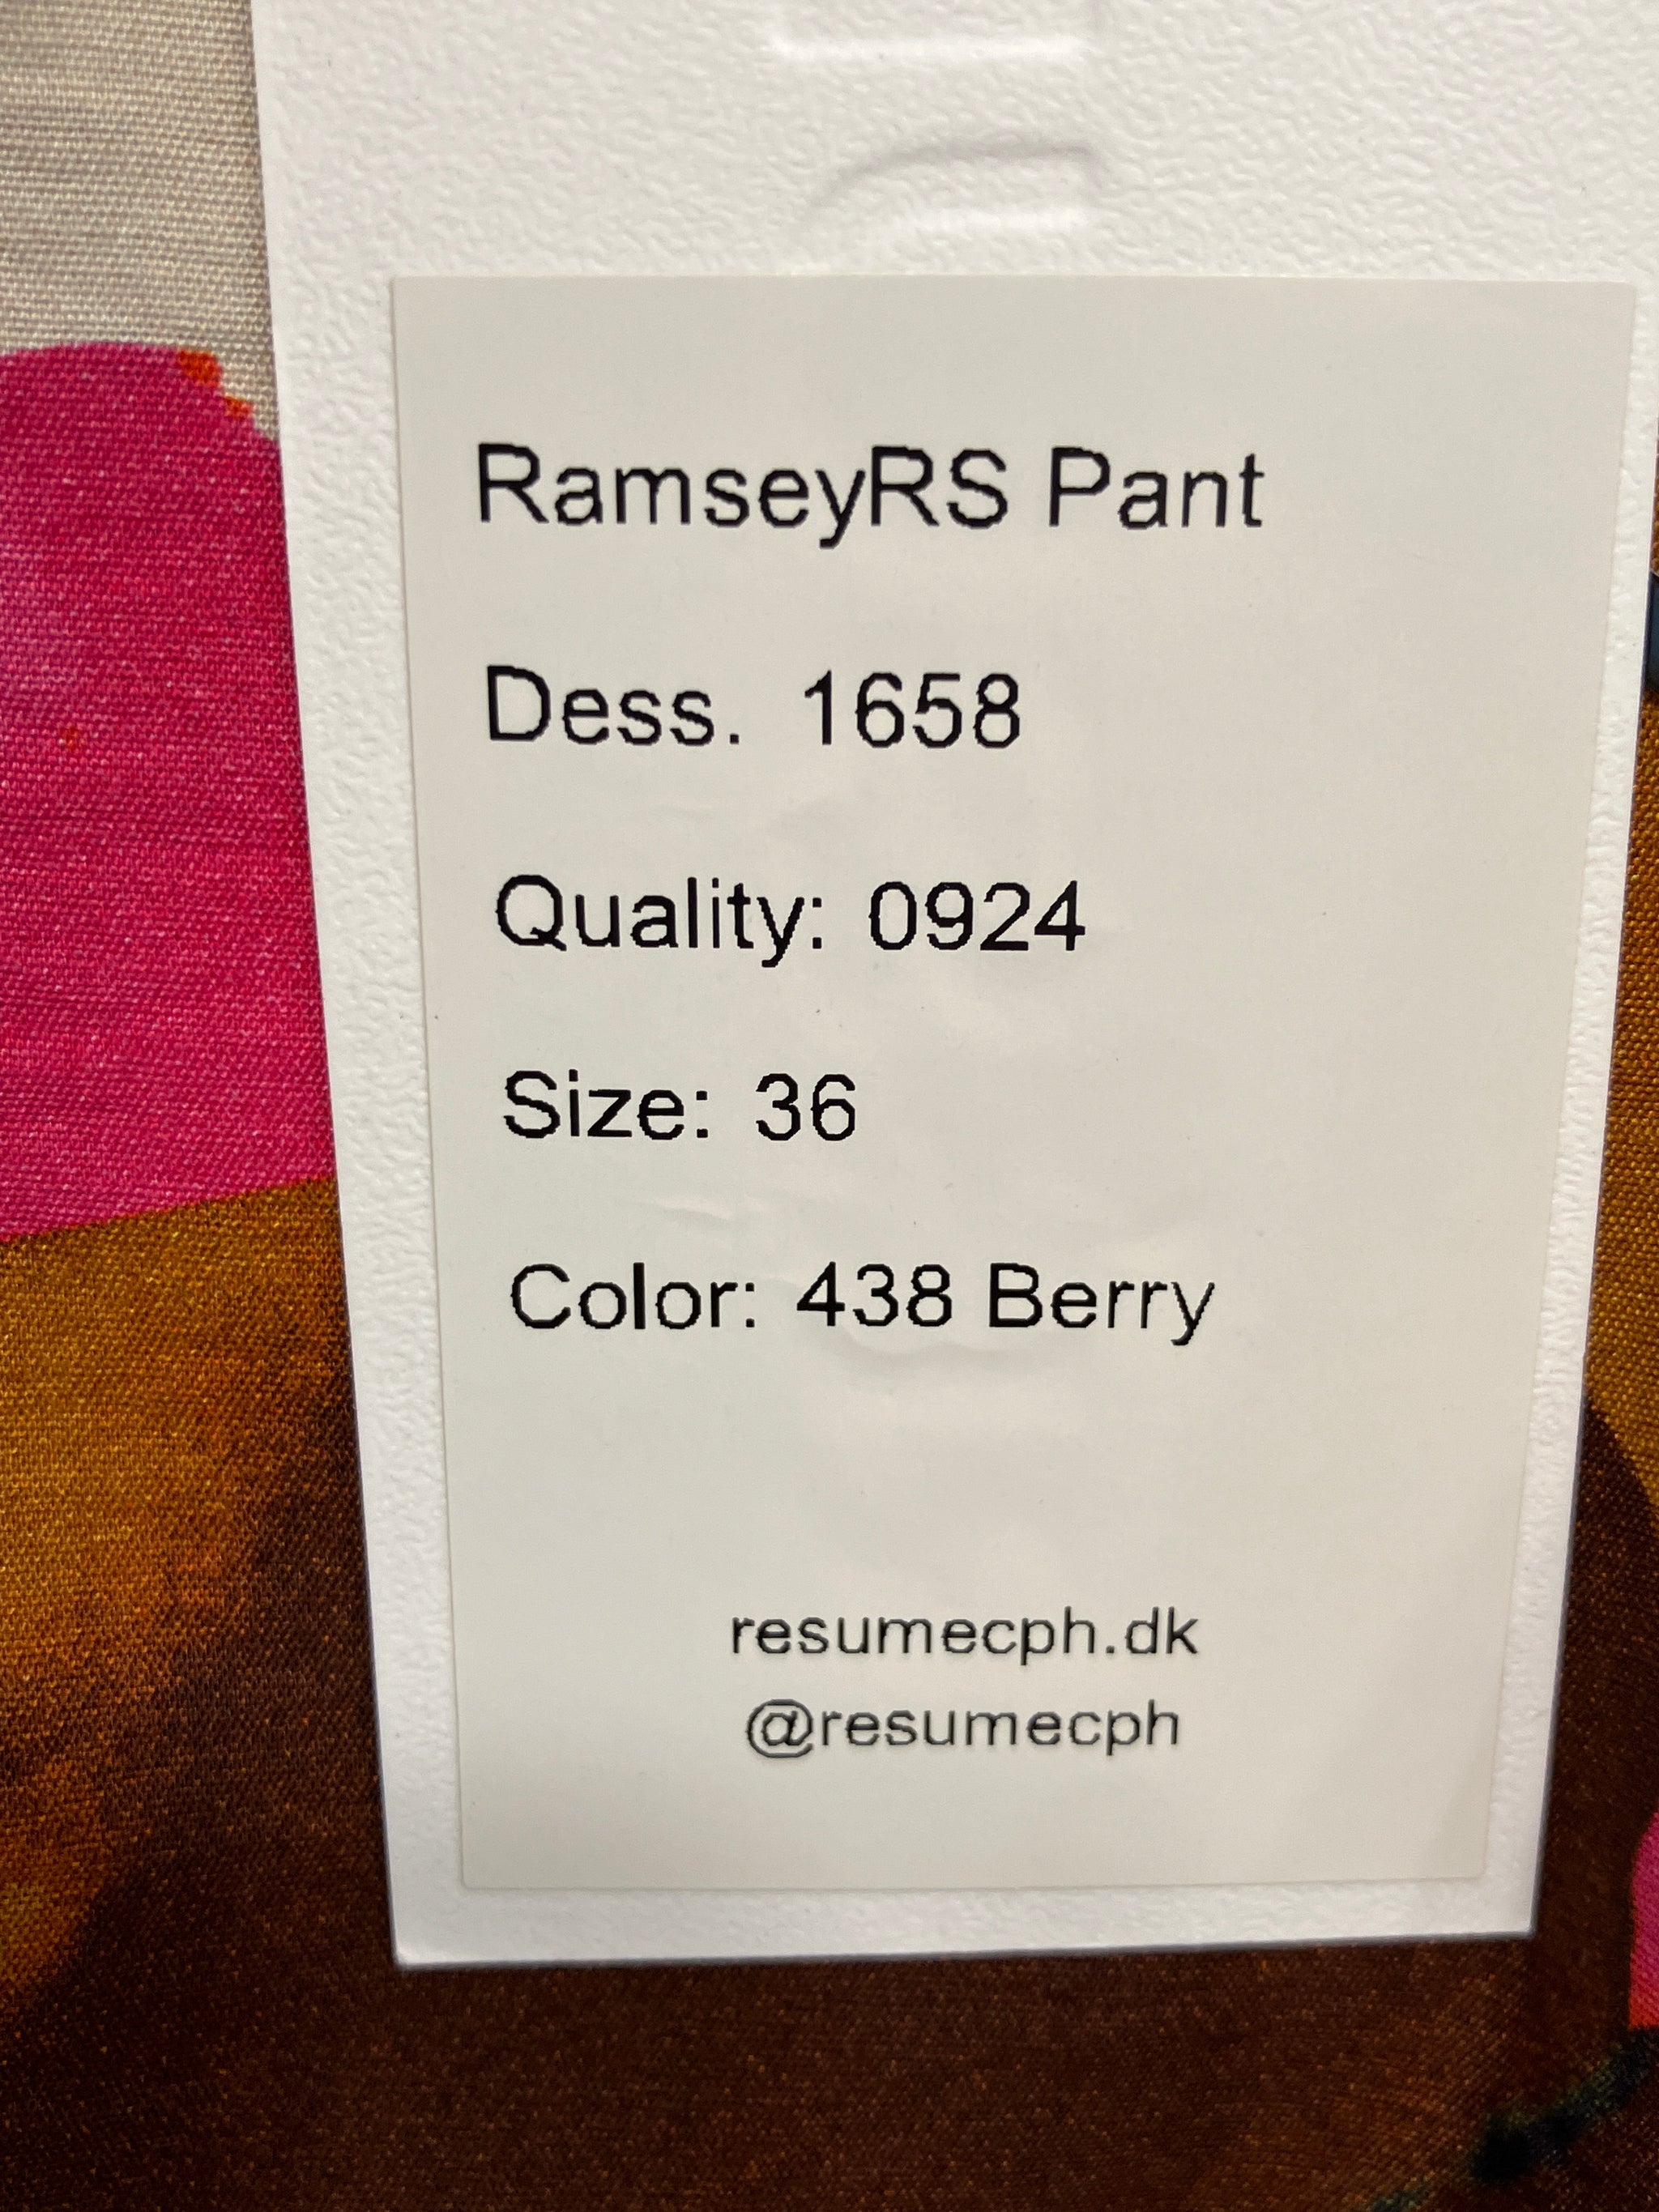 RamseyRS Pant
Dess. 1658
Quality: 0924
Size: 36
Color: 438 Berry
resumecph.dk
@resumecph